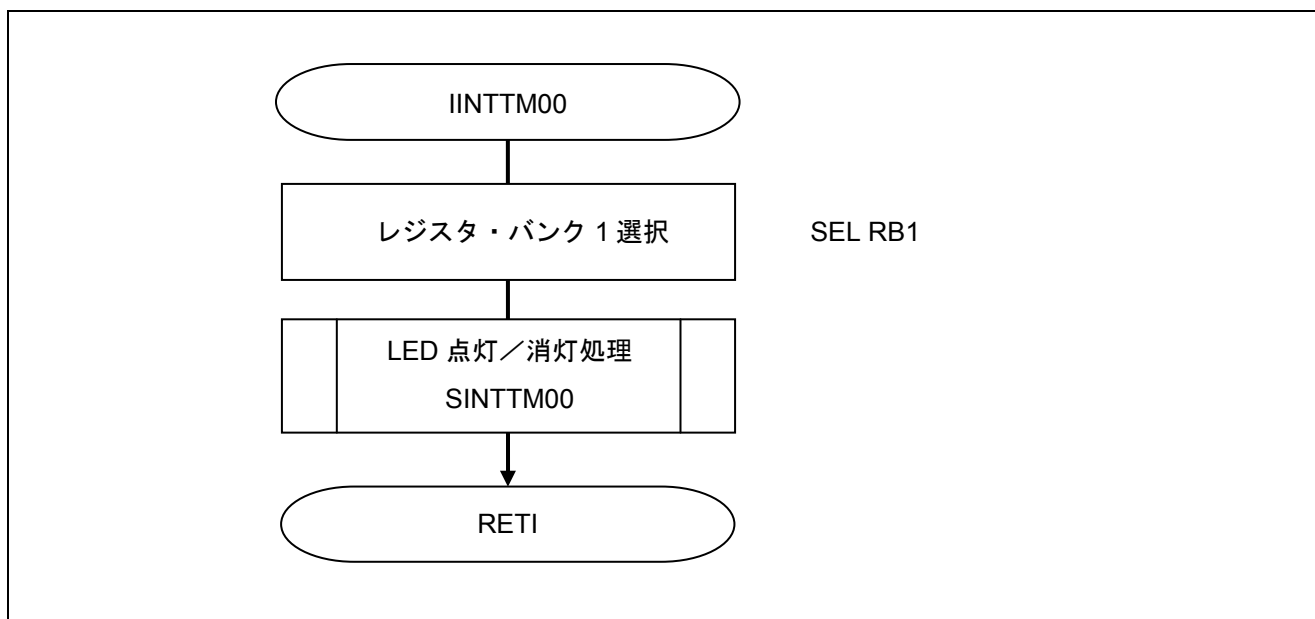 IINTTM00
レジスタ・バンク 1 選択
SEL RB1
LED 点灯／消灯処理
SINTTM00
RETI